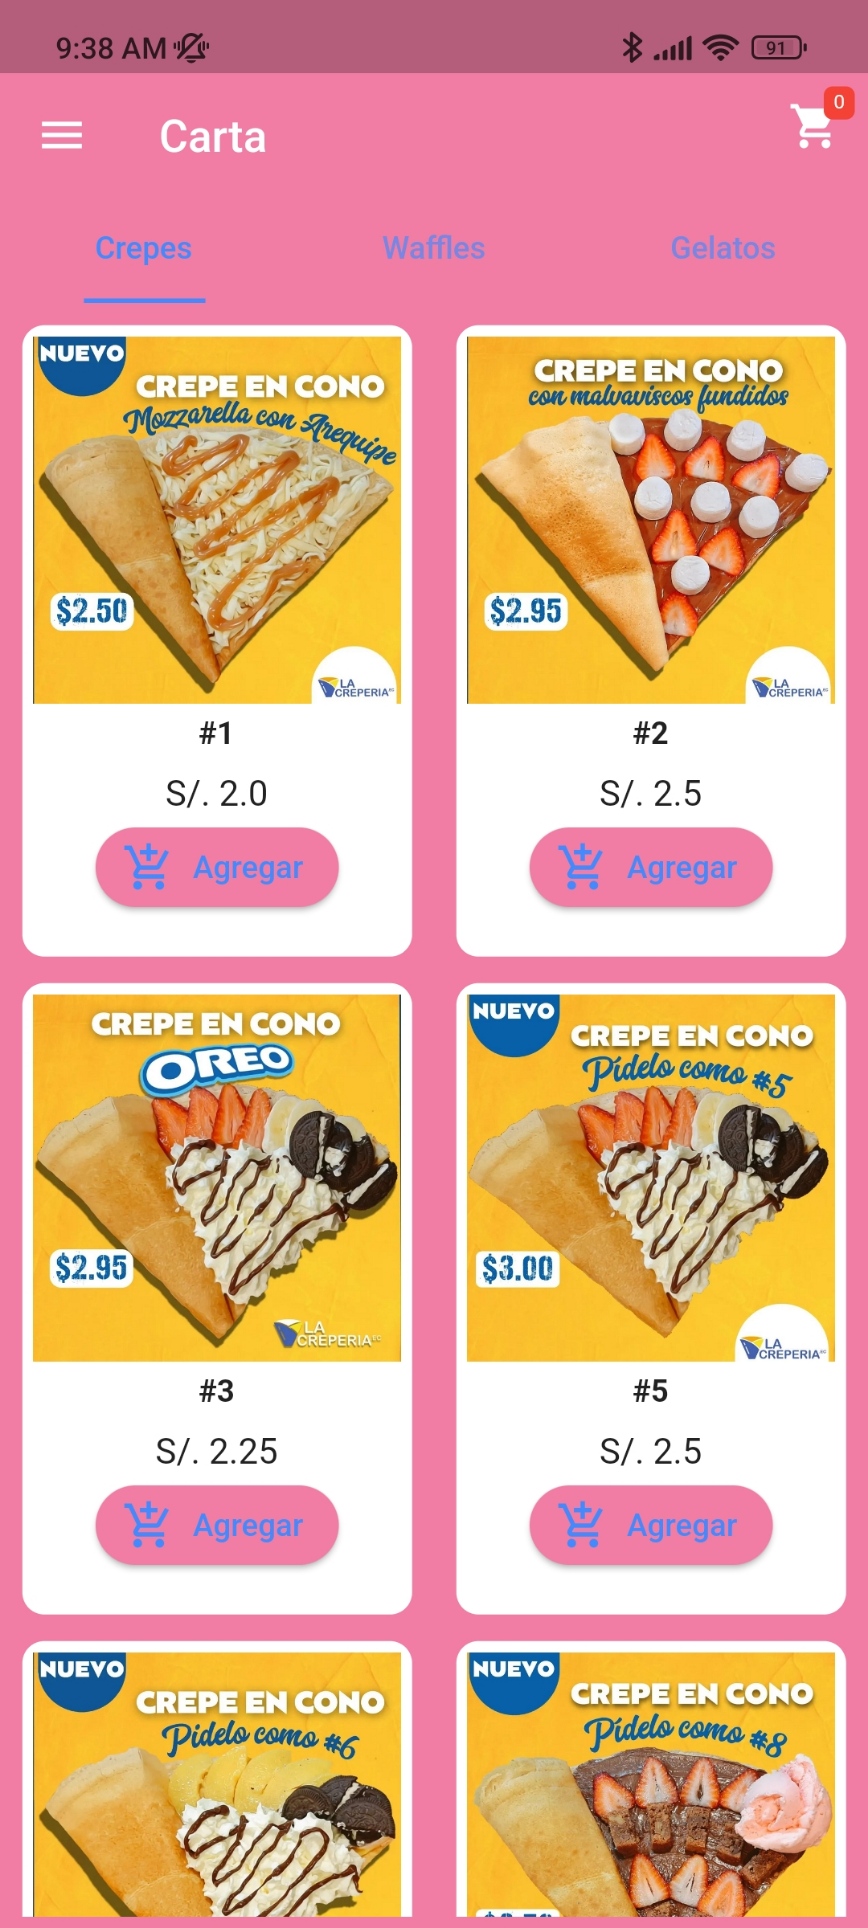 9:38 AM
91
Carta
0
Crepes
Waffles
Gelatos
NUEVO
CREPE EN CONO
Mozzarella con Arequipe
$2.50
LA
CREPERIA EC
#1
S/. 2.0
Agregar
CREPE EN CONO
con malvaviscos fundidos
$2.95
LA
CREPERIA EC
#2
S/. 2.5
Agregar
CREPE EN CONO
OREO
$2.95
LA
CREPERIA EC
#3
S/. 2.25
Agregar
NUEVO
CREPE EN CONO
Pídelo como #5
$3.00
LA
CREPERIA EC
#5
S/. 2.5
Agregar
NUEVO
CREPE EN CONO
Pídelo como #6
NUEVO
CREPE EN CONO
Pídelo como #8